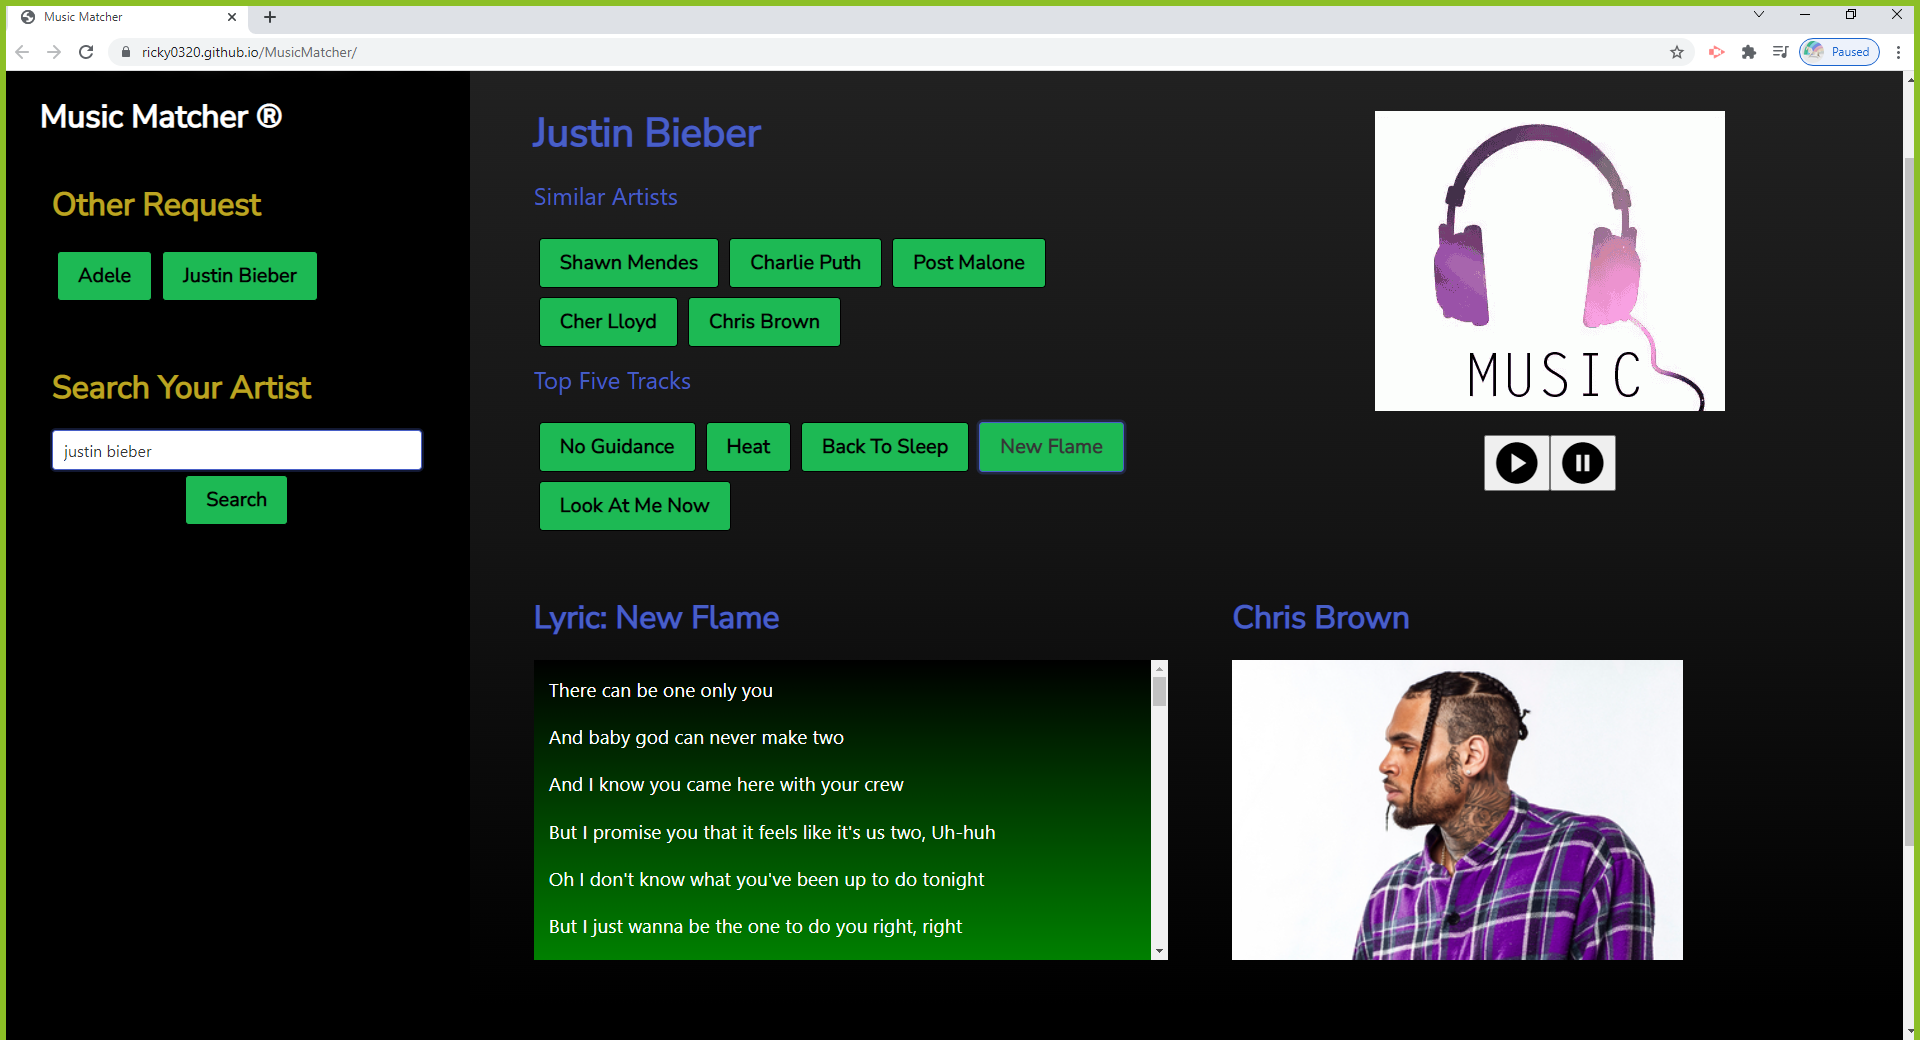 Music Matcher
ricky0320.github.io/MusicMatcher/
Paused
Music Matcher ®
Other Request
Adele
Justin Bieber
Search Your Artist
justin bieber
Search
Justin Bieber
Similar Artists
Shawn Mendes
Charlie Puth
Post Malone
Cher Lloyd
Chris Brown
Top Five Tracks
No Guidance
Heat
Back To Sleep
New Flame
Look At Me Now
MUSIC
Lyric: New Flame
There can be one only you
And baby god can never make two
And I know you came here with your crew
But I promise you that it feels like it's us two, Uh-huh
Oh I don't know what you've been up to do tonight
But I just wanna be the one to do you right, right
Chris Brown